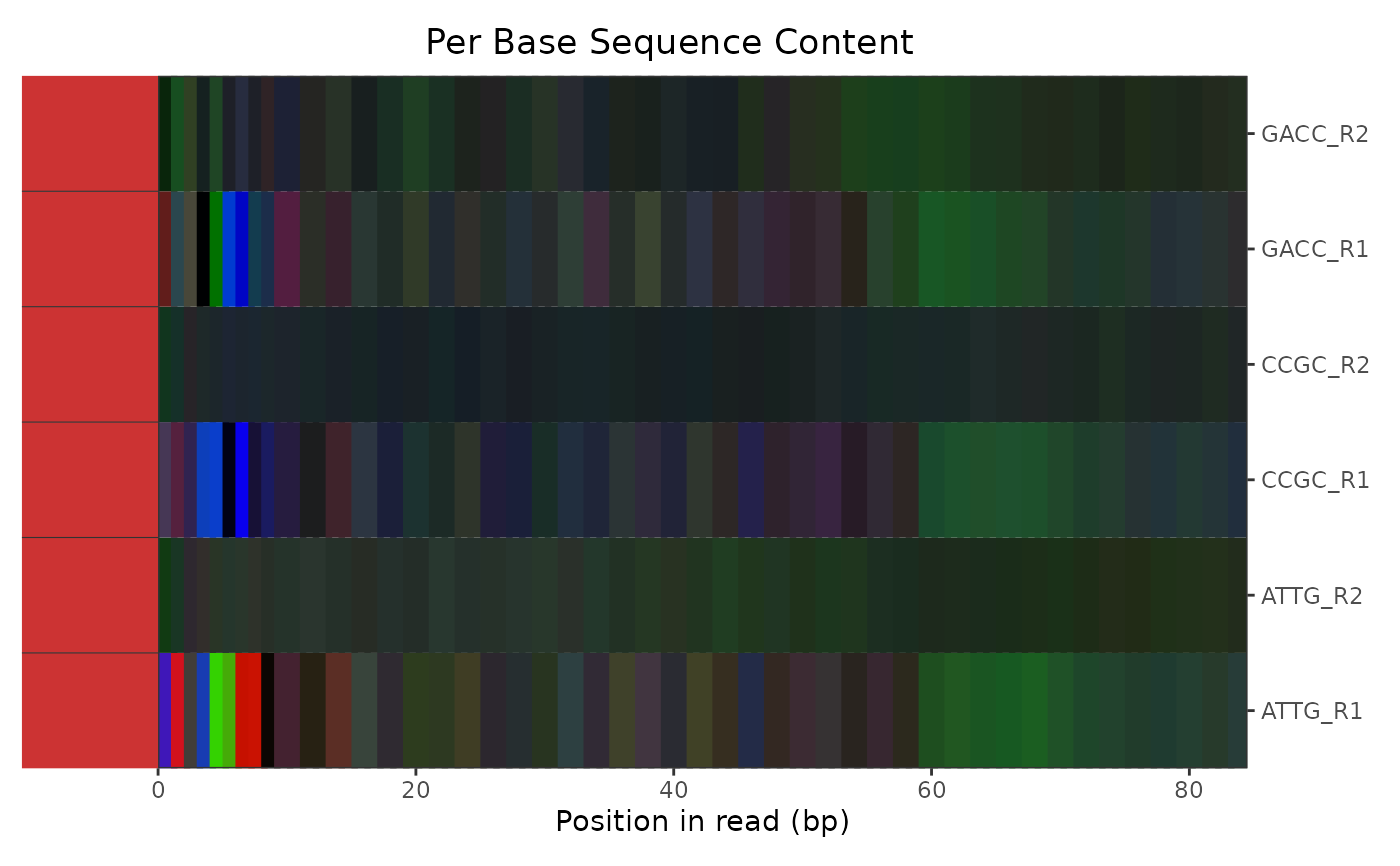 Per Base Sequence Content
GACC_R2
GACC_R1
CCGC_R2
CCGC_R1
ATTG_R2
ATTG_R1
0 20 40 60 80
Position in read (bp)